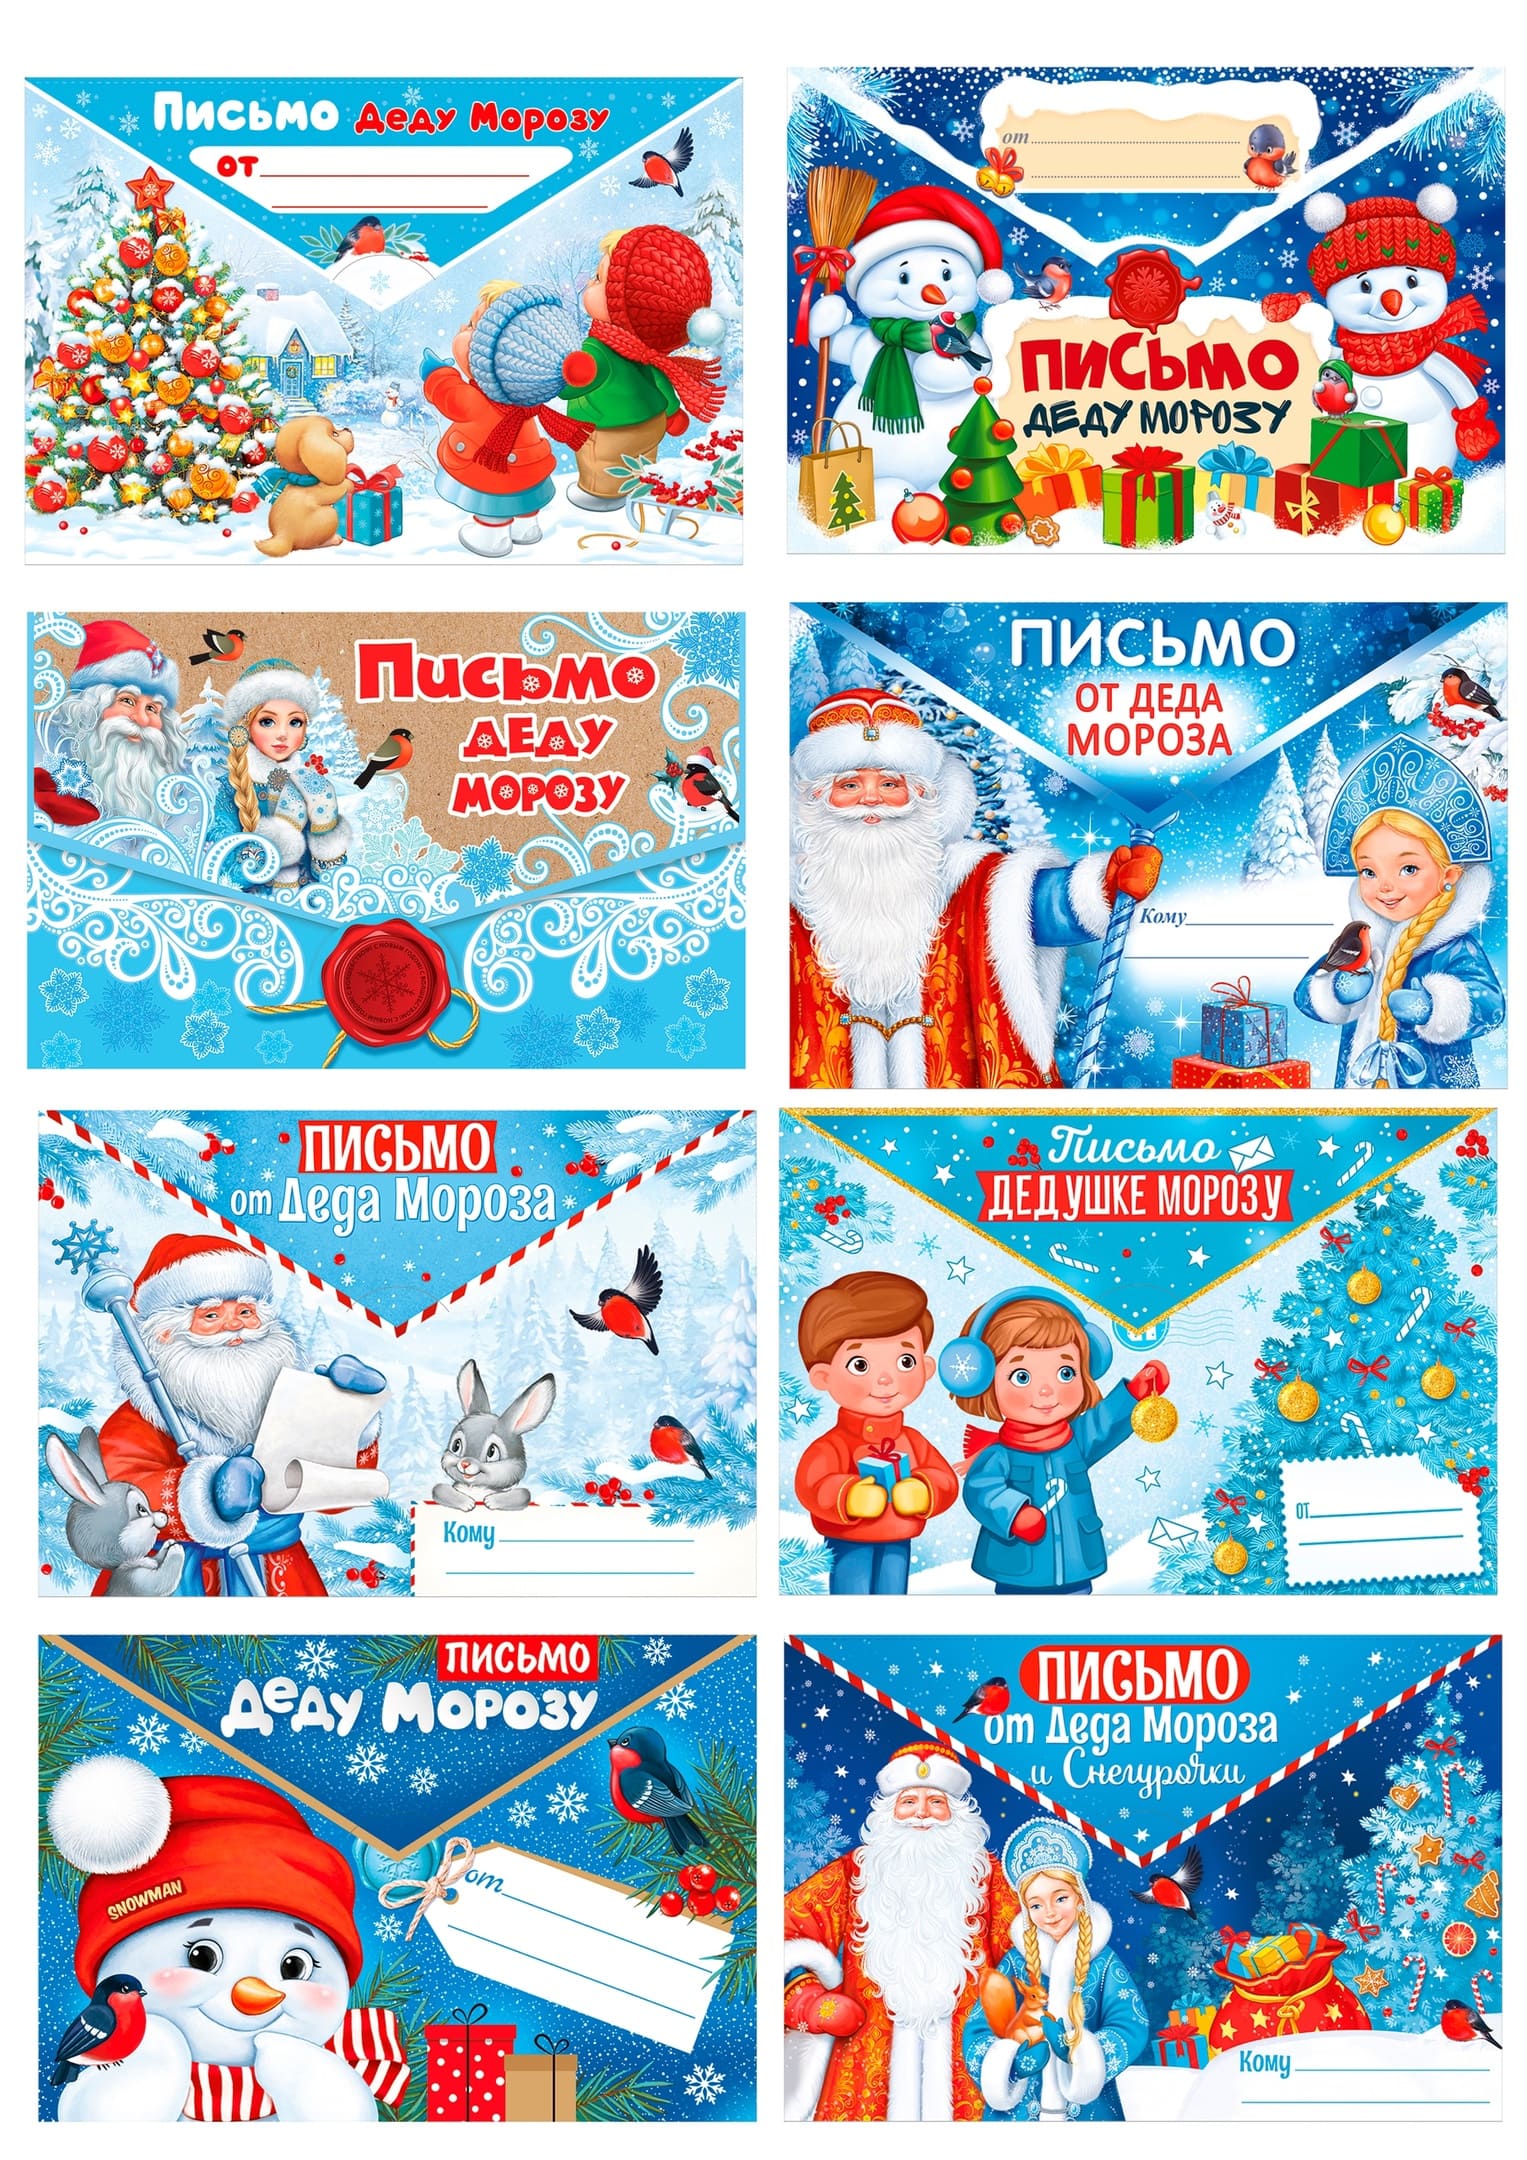 Письмо Деду Морозу
от
от
ПИСЬМО
ДЕДУ МОРОЗУ
Письмо
ДЕДУ
МОРОЗУ
ПИСЬМО
ОТ ДЕДА
МОРОЗА
Кому
ПИСЬМО
от Деда Мороза
Кому
Письмо
ДЕДУШКЕ МОРОЗУ
от
ПИСЬМО
Деду Морозу
SNOWMAN
от
ПИСЬМО
от Деда Мороза
и Снегурочки
Кому